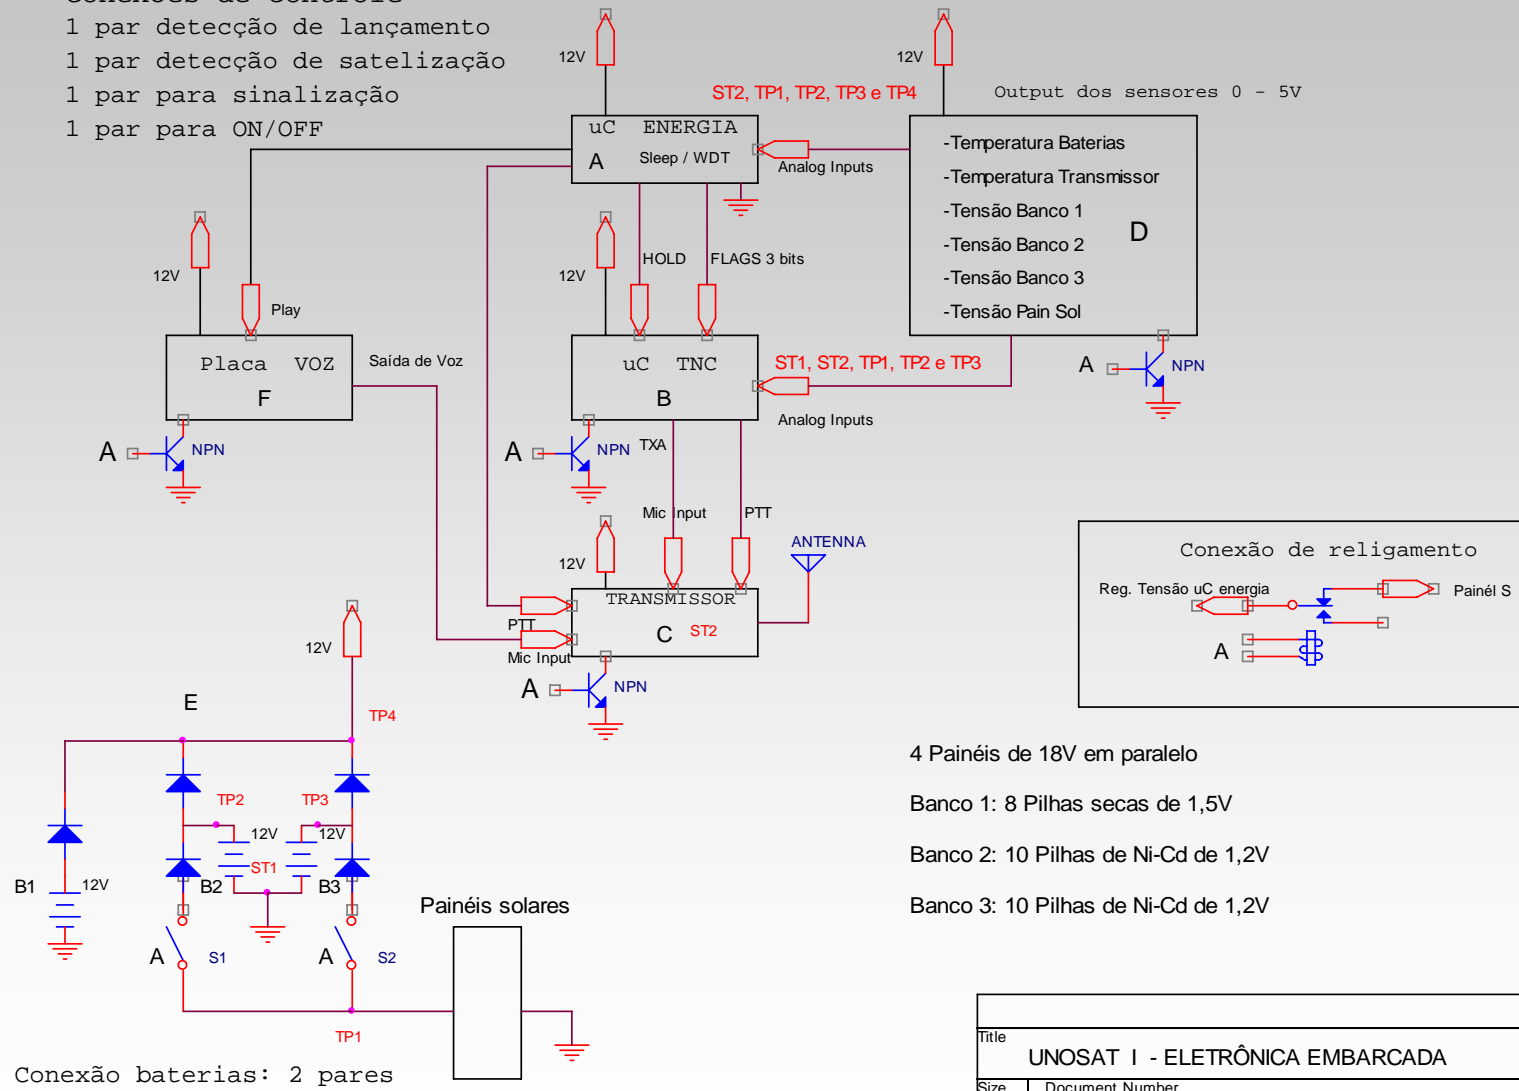 Conexões de Controle
1 par detecção de lançamento
1 par detecção de satelização
1 par para sinalização
1 par para ON/OFF
12V
12V
ST2, TP1, TP2, TP3 e TP4
Output dos sensores 0 - 5V
uC ENERGIA
A
Sleep / WDT
Analog Inputs
-Temperatura Baterias
-Temperatura Transmissor
-Tensão Banco 1
-Tensão Banco 2
-Tensão Banco 3
-Tensão Pain Sol
D
12V
Play
12V
HOLD
FLAGS 3 bits
Placa VOZ
F
Saída de Voz
uC TNC
B
ST1, ST2, TP1, TP2 e TP3
Analog Inputs
A
NPN
A
NPN
A
NPN
TXA
Mic Input
PTT
ANTENNA
12V
TRANSMISSOR
C
ST2
PTT
Mic Input
A
NPN
Conexão de religamento
Reg. Tensão uC energia
Painél S
A
12V
E
TP4
TP2
TP3
12V
12V
ST1
B1
12V
B2
B3
A
S1
A
S2
Painéis solares
TP1
4 Painéis de 18V em paralelo
Banco 1: 8 Pilhas secas de 1,5V
Banco 2: 10 Pilhas de Ni-Cd de 1,2V
Banco 3: 10 Pilhas de Ni-Cd de 1,2V
Conexão baterias: 2 pares
Title
UNOSAT I - ELETRÔNICA EMBARCADA
Size
Document Number